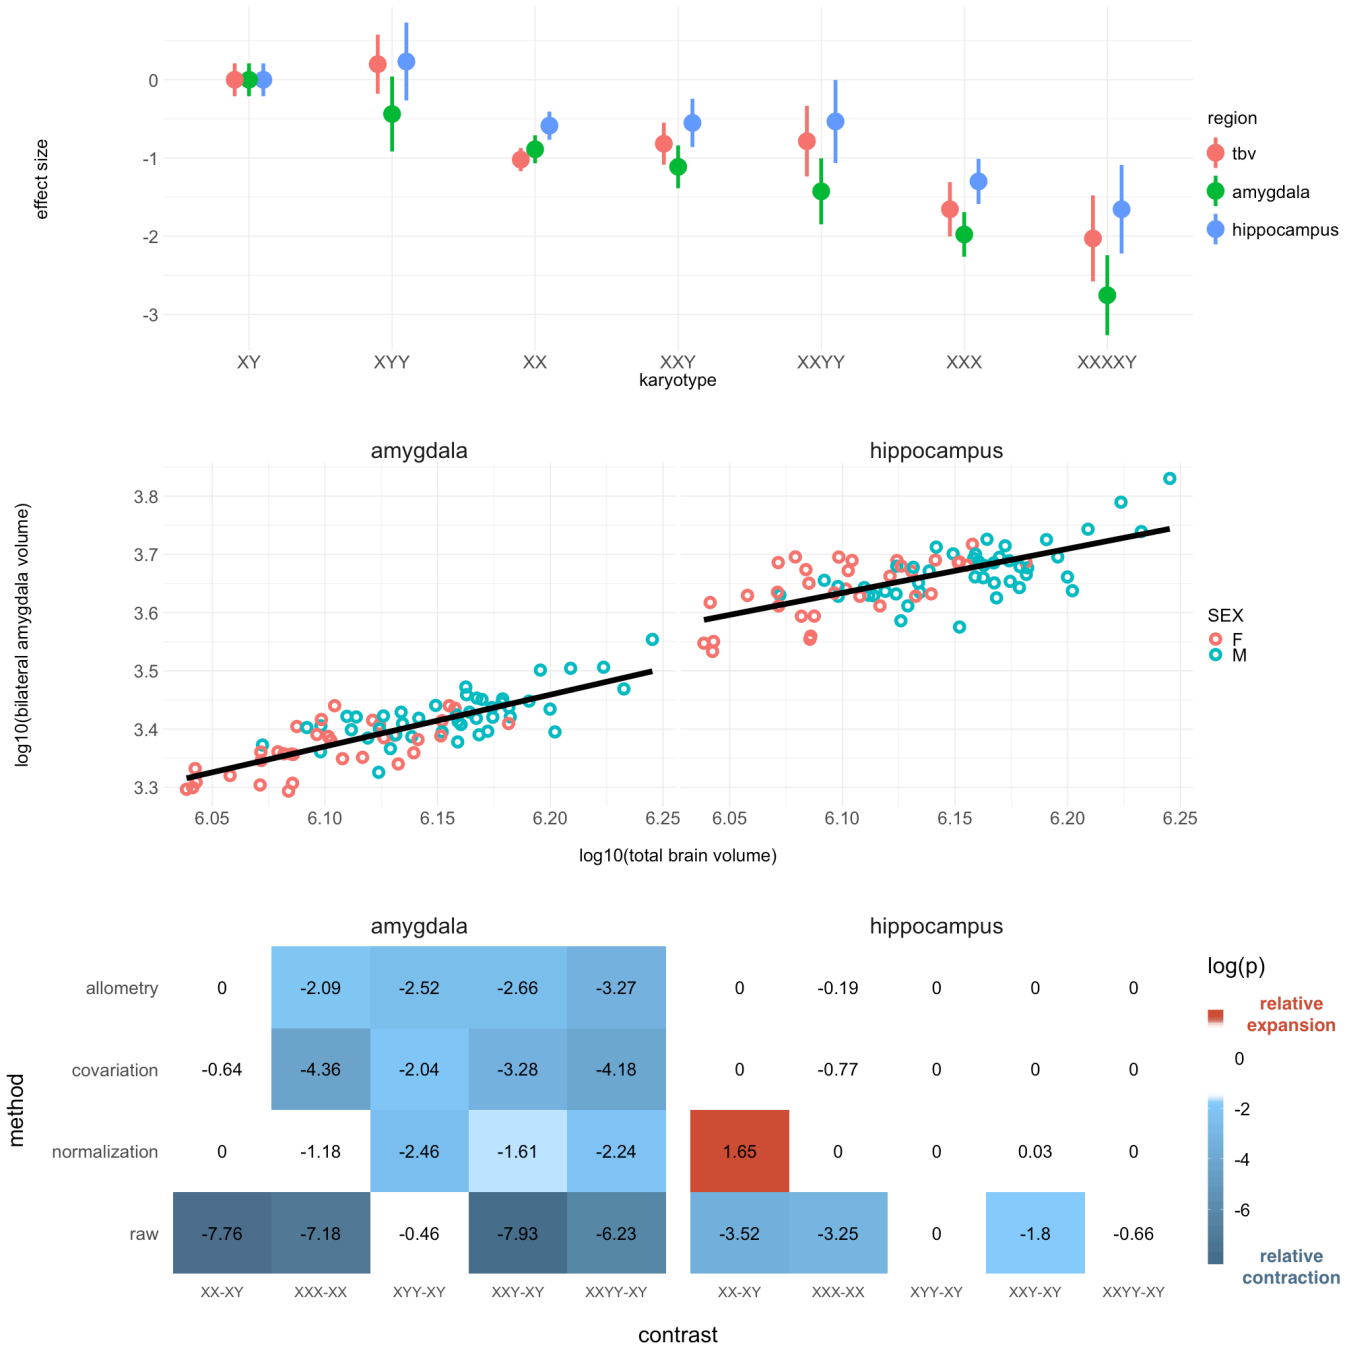 effect size
0
-1
-2
-3
XY XYY XX XXY XXYY XXX XXXXY
karyotype
region
tbv
amygdala
hippocampus
amygdala hippocampus
log10(bilateral amygdala volume)
3.8
3.7
3.6
3.5
3.4
3.3
6.05 6.10 6.15 6.20 6.25 6.05 6.10 6.15 6.20 6.25
log10(total brain volume)
SEX
F
M
amygdala hippocampus
method
allometry 0 -2.09 -2.52 -2.66 -3.27 0 -0.19 0 0 0
covariation -0.64 -4.36 -2.04 -3.28 -4.18 0 -0.77 0 0 0
normalization 0 -1.18 -2.46 -1.61 -2.24 1.65 0 0 0.03 0
raw -7.76 -7.18 -0.46 -7.93 -6.23 -3.52 -3.25 0 -1.8 -0.66
XX-XY XXX-XX XYY-XY XXY-XY XXYY-XY XX-XY XXX-XX XYY-XY XXY-XY XXYY-XY
contrast
log(p)
relative
expansion
0
-2
-4
-6
relative
contraction